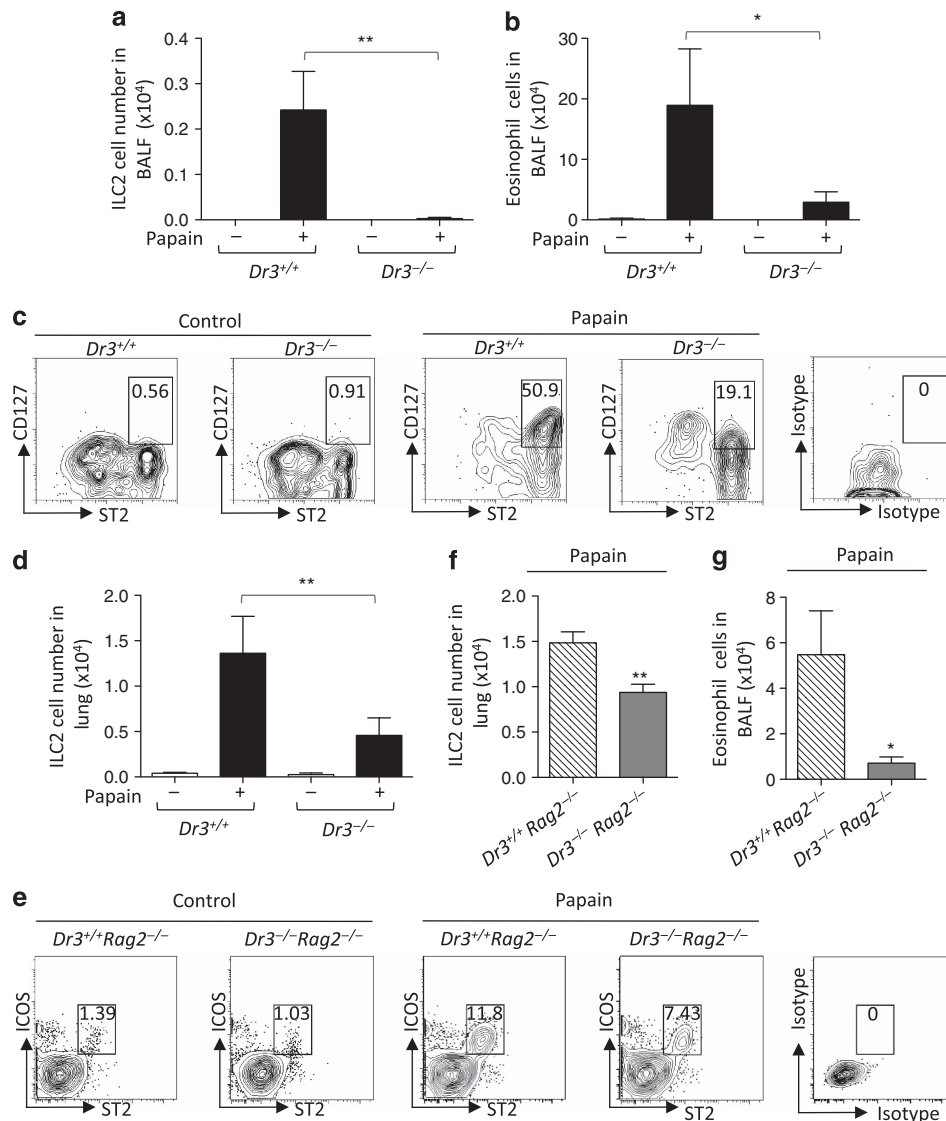 a
ILC2 cell number in
BALF (x10⁴)
0.4
0.3
0.2
0.1
0.0
**
Papain – + – +
Dr3+/+ Dr3−/−
b
Eosinophil cells in
BALF (x10⁴)
30
20
10
0
*
Papain – + – +
Dr3+/+ Dr3−/−
c
Control Papain
Dr3+/+ Dr3−/− Dr3+/+ Dr3−/−
CD127 0.56 ST2
CD127 0.91 ST2
CD127 50.9 ST2
CD127 19.1 ST2
Isotype 0 Isotype
d
ILC2 cell number in
lung (x10⁴)
2.0
1.5
1.0
0.5
0.0
**
Papain – + – +
Dr3+/+ Dr3−/−
f
Papain
ILC2 cell number in
lung (x10⁴)
2.0
1.5
1.0
0.5
0.0
**
Dr3+/+ Rag2−/−
Dr3−/− Rag2−/−
g
Papain
Eosinophil cells in
BALF (x10⁴)
8
6
4
2
0
*
Dr3+/+ Rag2−/−
Dr3−/− Rag2−/−
e
Control Papain
Dr3+/+Rag2−/− Dr3−/−Rag2−/− Dr3+/+Rag2−/− Dr3−/−Rag2−/−
ICOS 1.39 ST2
ICOS 1.03 ST2
ICOS 11.8 ST2
ICOS 7.43 ST2
Isotype 0 Isotype